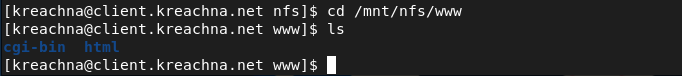 [kreachna@client.kreachna.net nfs]$ cd /mnt/nfs/www
[kreachna@client.kreachna.net www]$ ls
cgi-bin  html
[kreachna@client.kreachna.net www]$